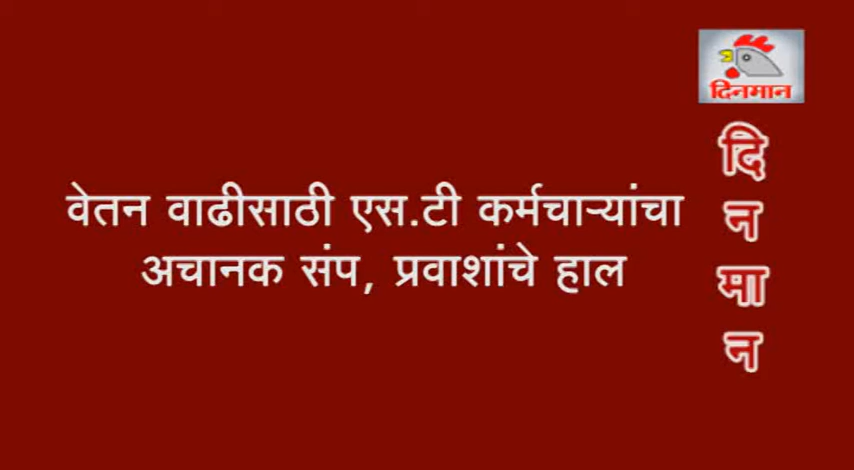 दिनमान
वेतन वाढीसाठी एस.टी कर्मचाऱ्यांचा
अचानक संप, प्रवाशांचे हाल
दि
न
मा
न